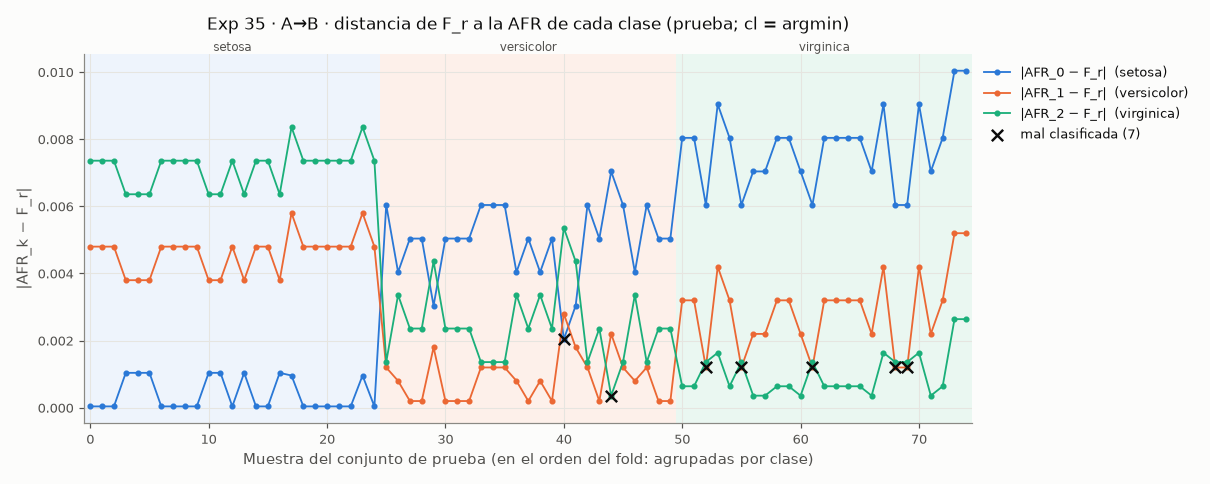 Exp 35 · A→B · distancia de F_r a la AFR de cada clase (prueba; cl = argmin)
setosa
versicolor
virginica
|AFR_0 − F_r| (setosa)
|AFR_1 − F_r| (versicolor)
|AFR_2 − F_r| (virginica)
mal clasificada (7)
|AFR_k − F_r|
0.010
0.008
0.006
0.004
0.002
0.000
0
10
20
30
40
50
60
70
Muestra del conjunto de prueba (en el orden del fold: agrupadas por clase)